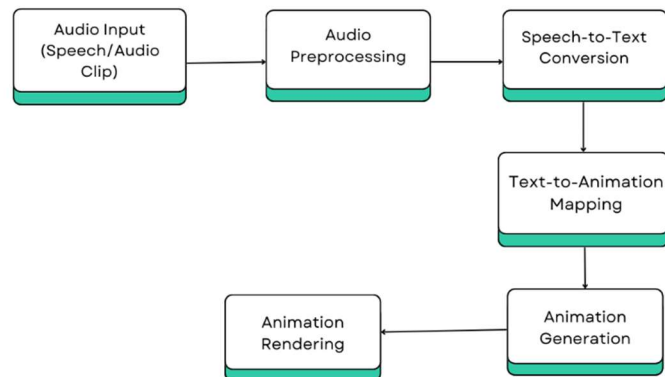 Audio Input
(Speech/Audio
Clip)
Audio
Preprocessing
Speech-to-Text
Conversion
Text-to-Animation
Mapping
Animation
Generation
Animation
Rendering